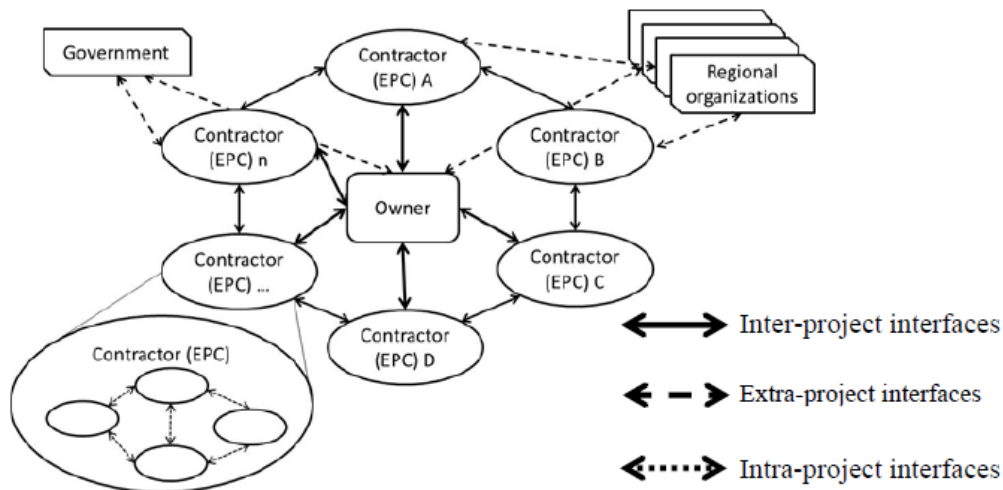 Government
Contractor
(EPC) A
Regional
organizations
Contractor
(EPC) n
Contractor
(EPC) B
Owner
Contractor
(EPC) ...
Contractor
(EPC) C
Contractor
(EPC) D
Contractor (EPC)
Inter-project interfaces
Extra-project interfaces
Intra-project interfaces